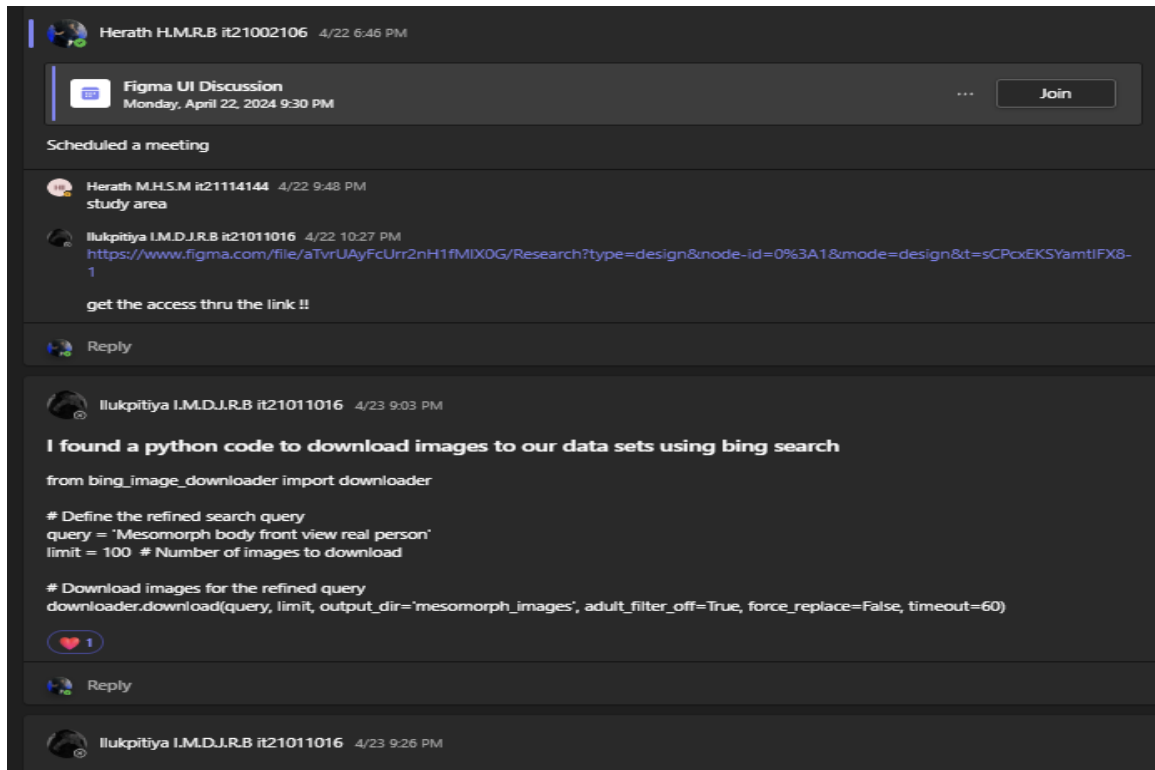 Herath H.M.R.B it21002106 4/22 6:46 PM
Figma UI Discussion
Monday, April 22, 2024 9:30 PM
... Join
Scheduled a meeting
Herath M.H.S.M it21114144 4/22 9:48 PM
study area
Ilukpitiya I.M.D.J.R.B it21011016 4/22 10:27 PM
https://www.figma.com/file/aTvrUAyFcUrr2nH1fMIX0G/Research?type=design&node-id=0%3A1&mode=design&t=sCPcxEKSYamtIFX8-
1
get the access thru the link !!
Reply
Ilukpitiya I.M.D.J.R.B it21011016 4/23 9:03 PM
I found a python code to download images to our data sets using bing search
from bing_image_downloader import downloader
# Define the refined search query
query = 'Mesomorph body front view real person'
limit = 100 # Number of images to download
# Download images for the refined query
downloader.download(query, limit, output_dir='mesomorph_images', adult_filter_off=True, force_replace=False, timeout=60)
1
Reply
Ilukpitiya I.M.D.J.R.B it21011016 4/23 9:26 PM